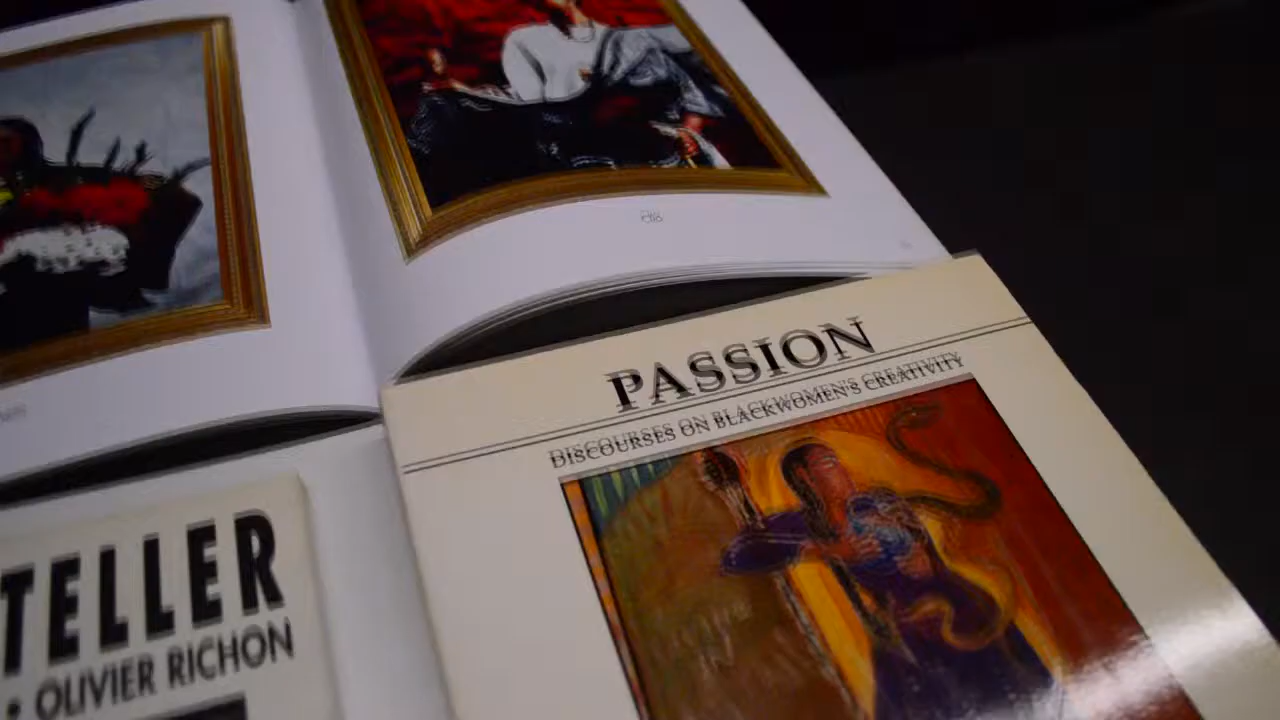 PASSION
DISCOURSES ON BLACKWOMEN'S CREATIVITY
TELLER
• OLIVIER RICHON